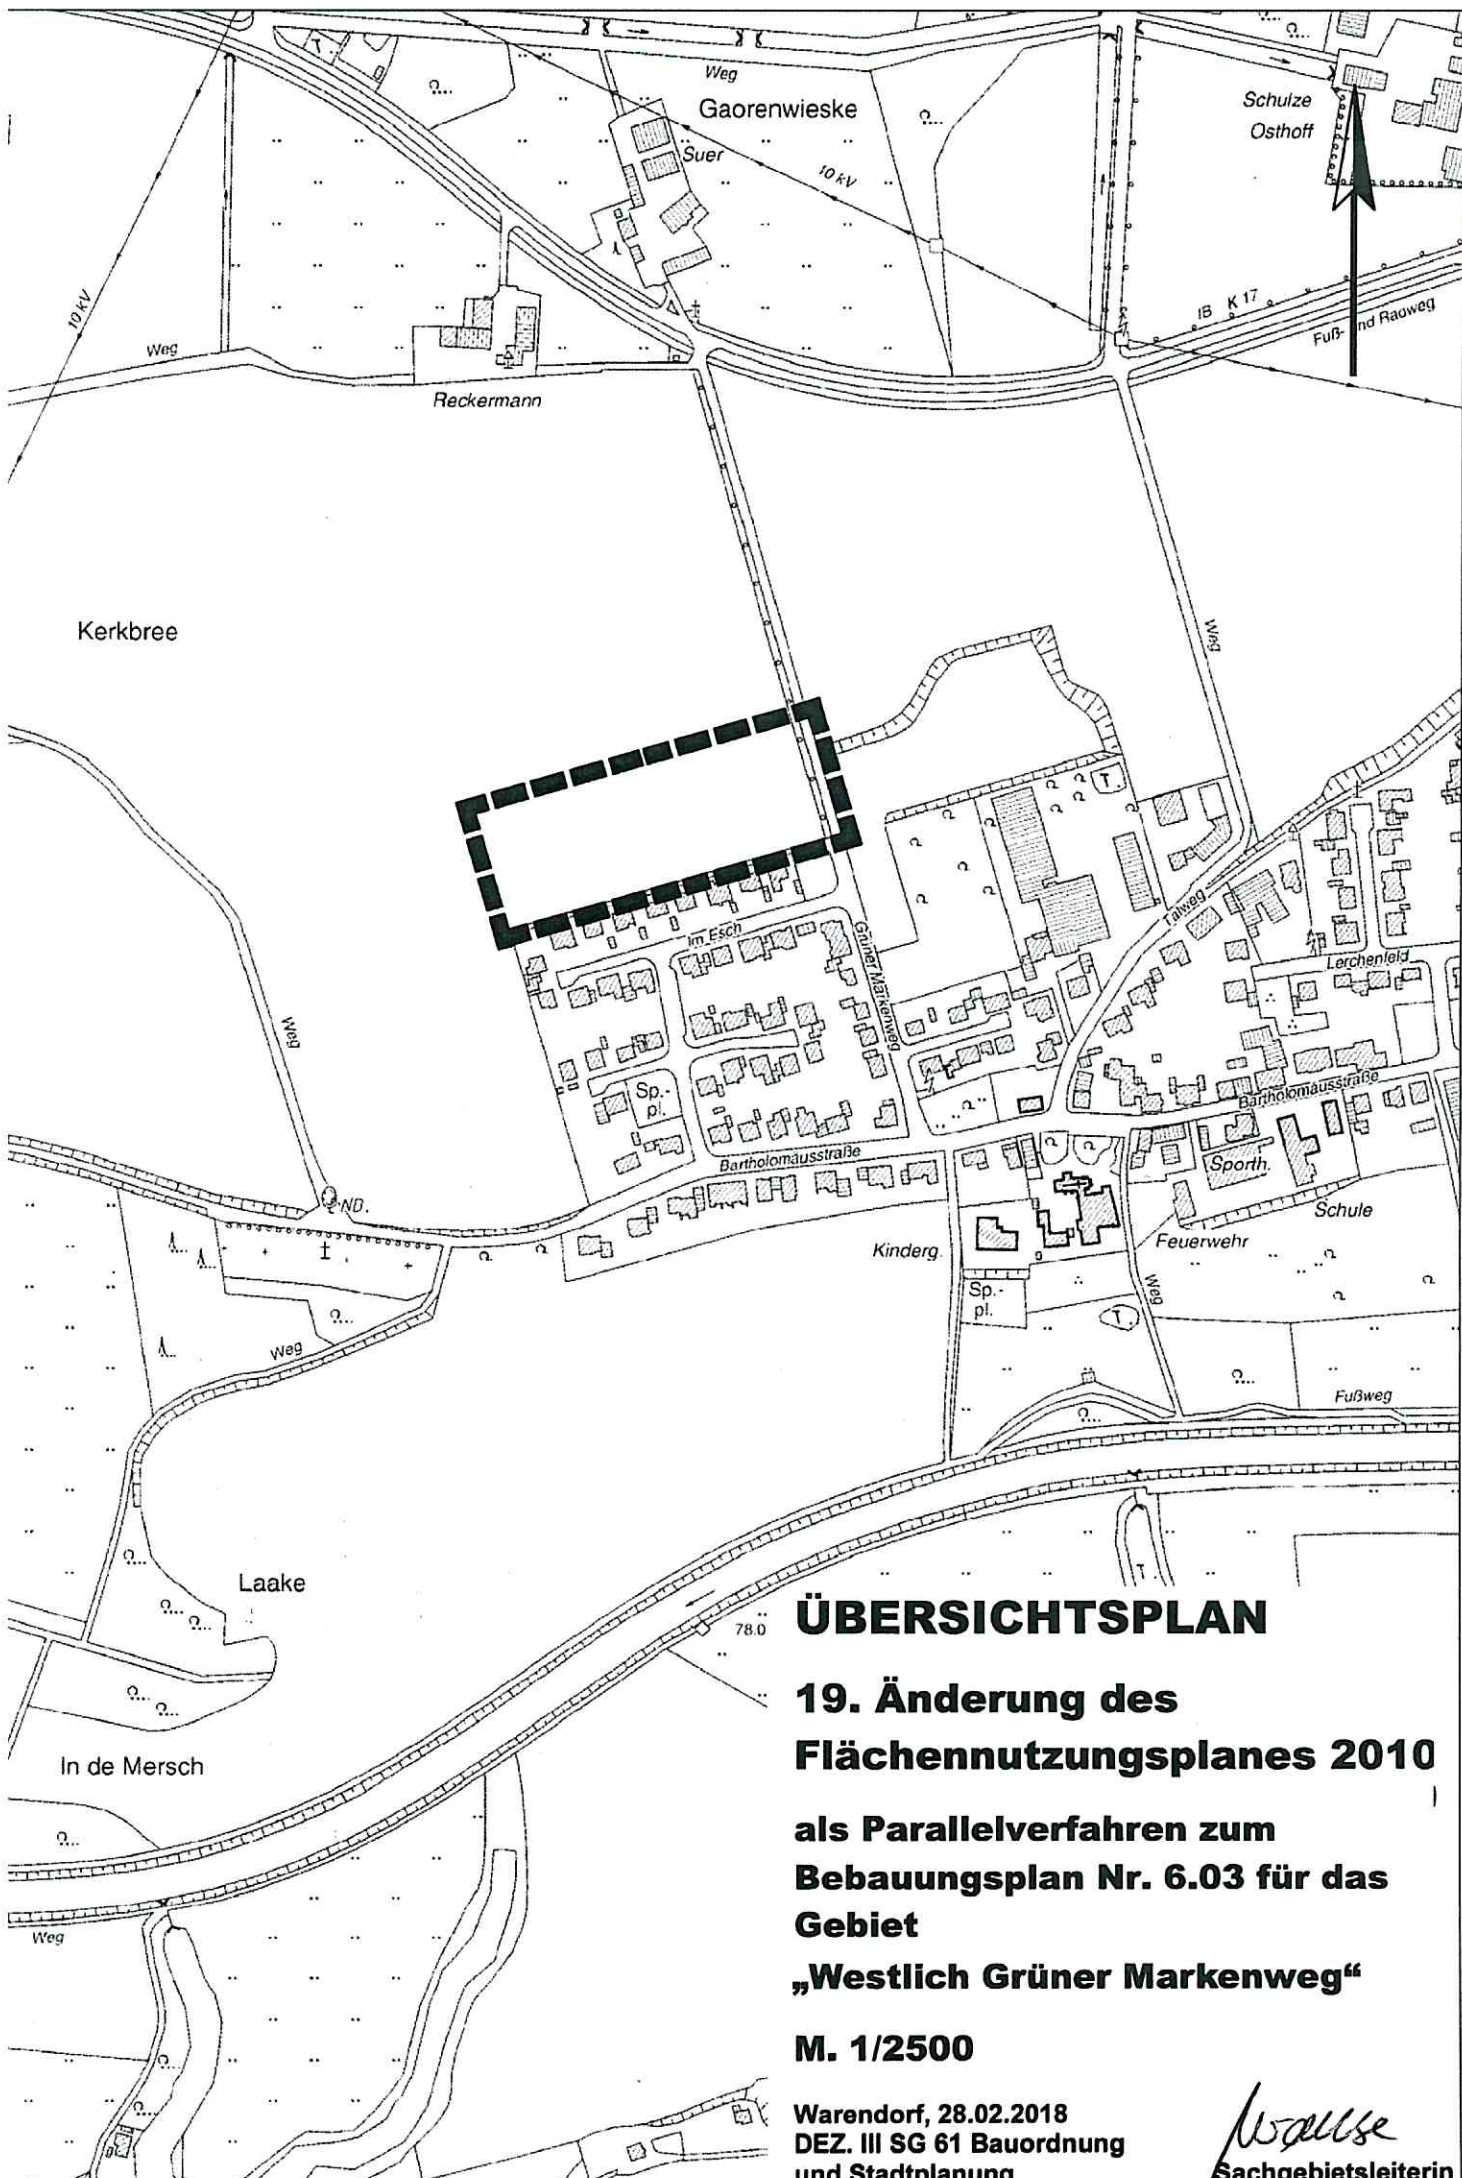 T.
Weg
Gaorenwieske
Schulze
Osthoff
Suer
10 kV
10 kV
Weg
IB K 17
Fuß- und Radweg
Reckermann
Kerkbree
Weg
T.
Im Esch
Grüner Markenweg
Talweg
Lerchenfeld
Weg
Sp.-
pl.
Bartholomäusstraße
Bartholomäusstraße
Sporth.
ND.
Schule
Kinderg.
Feuerwehr
Sp.-
pl.
Weg
T.
Weg
Fußweg
Laake
T.
78.0
In de Mersch
Weg
ÜBERSICHTSPLAN
19. Änderung des
Flächennutzungsplanes 2010
als Parallelverfahren zum
Bebauungsplan Nr. 6.03 für das
Gebiet
„Westlich Grüner Markenweg“
M. 1/2500
Warendorf, 28.02.2018
DEZ. III SG 61 Bauordnung
und Stadtplanung
Sachgebietsleiterin